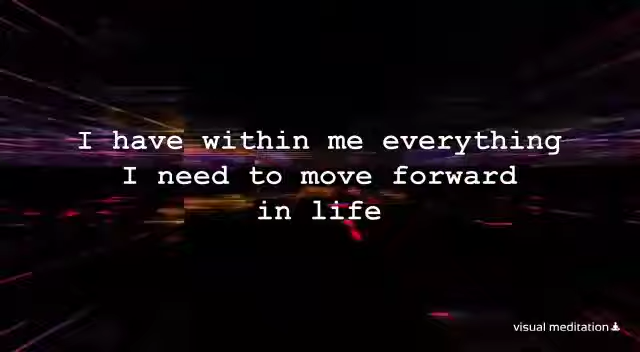 I have within me everything
I need to move forward
in life
visual meditation